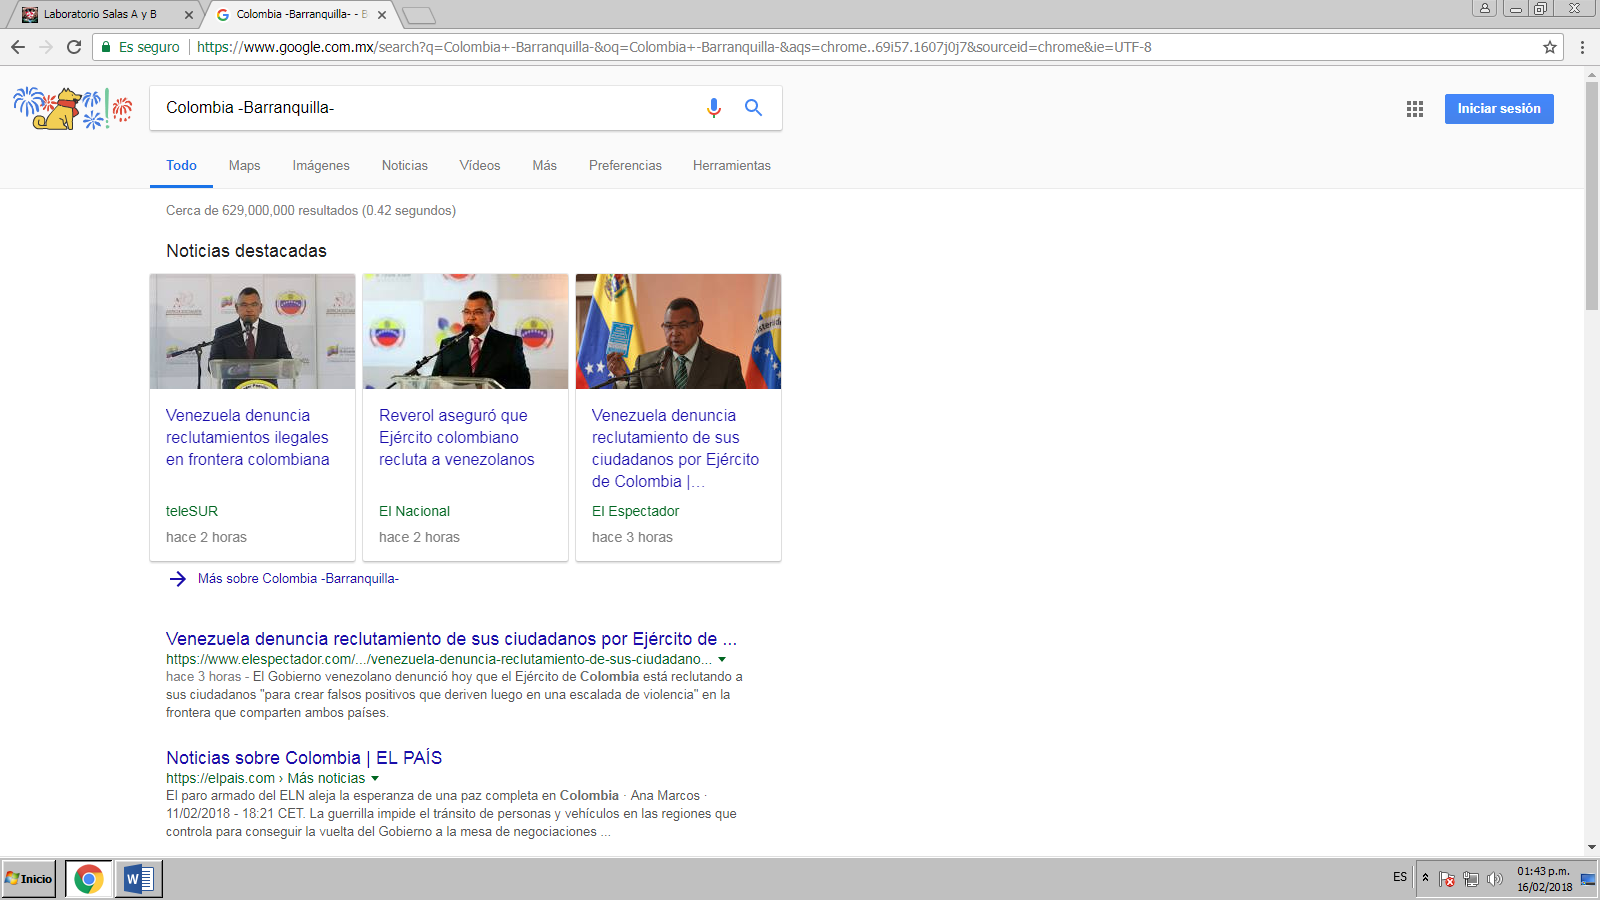 Laboratorio Salas A y B
Colombia -Barranquilla- - B
Es seguro
https://www.google.com.mx/search?q=Colombia+-Barranquilla-&oq=Colombia+-Barranquilla-&aqs=chrome..69i57.1607j0j7&sourceid=chrome&ie=UTF-8
Colombia -Barranquilla-
Iniciar sesión
Todo Maps Imágenes Noticias Vídeos Más Preferencias Herramientas
Cerca de 629,000,000 resultados (0.42 segundos)
Noticias destacadas
Venezuela denuncia
reclutamientos ilegales
en frontera colombiana
teleSUR
hace 2 horas
Reverol aseguró que
Ejército colombiano
recluta a venezolanos
El Nacional
hace 2 horas
Venezuela denuncia
reclutamiento de sus
ciudadanos por Ejército
de Colombia |...
El Espectador
hace 3 horas
Más sobre Colombia -Barranquilla-
Venezuela denuncia reclutamiento de sus ciudadanos por Ejército de ...
https://www.elespectador.com/.../venezuela-denuncia-reclutamiento-de-sus-ciudadano...
hace 3 horas - El Gobierno venezolano denunció hoy que el Ejército de Colombia está reclutando a
sus ciudadanos "para crear falsos positivos que deriven luego en una escalada de violencia" en la
frontera que comparten ambos países.
Noticias sobre Colombia | EL PAÍS
https://elpais.com › Más noticias
El paro armado del ELN aleja la esperanza de una paz completa en Colombia · Ana Marcos ·
11/02/2018 - 18:21 CET. La guerrilla impide el tránsito de personas y vehículos en las regiones que
controla para conseguir la vuelta del Gobierno a la mesa de negociaciones ...
Inicio
ES
01:43 p.m.
16/02/2018